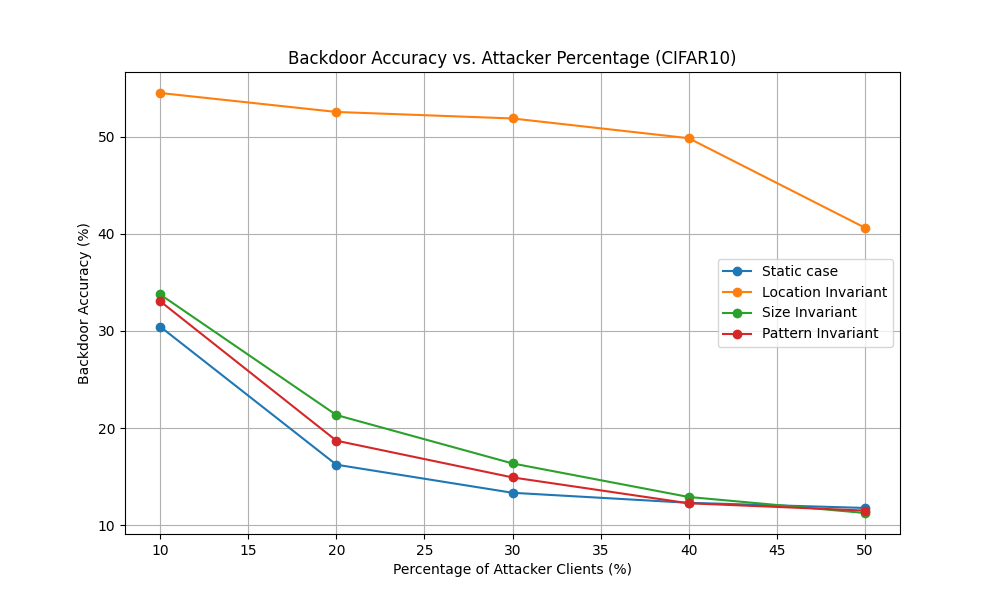 Backdoor Accuracy vs. Attacker Percentage (CIFAR10)
Backdoor Accuracy (%)
50
40
30
20
10
Static case
Location Invariant
Size Invariant
Pattern Invariant
10 15 20 25 30 35 40 45 50
Percentage of Attacker Clients (%)